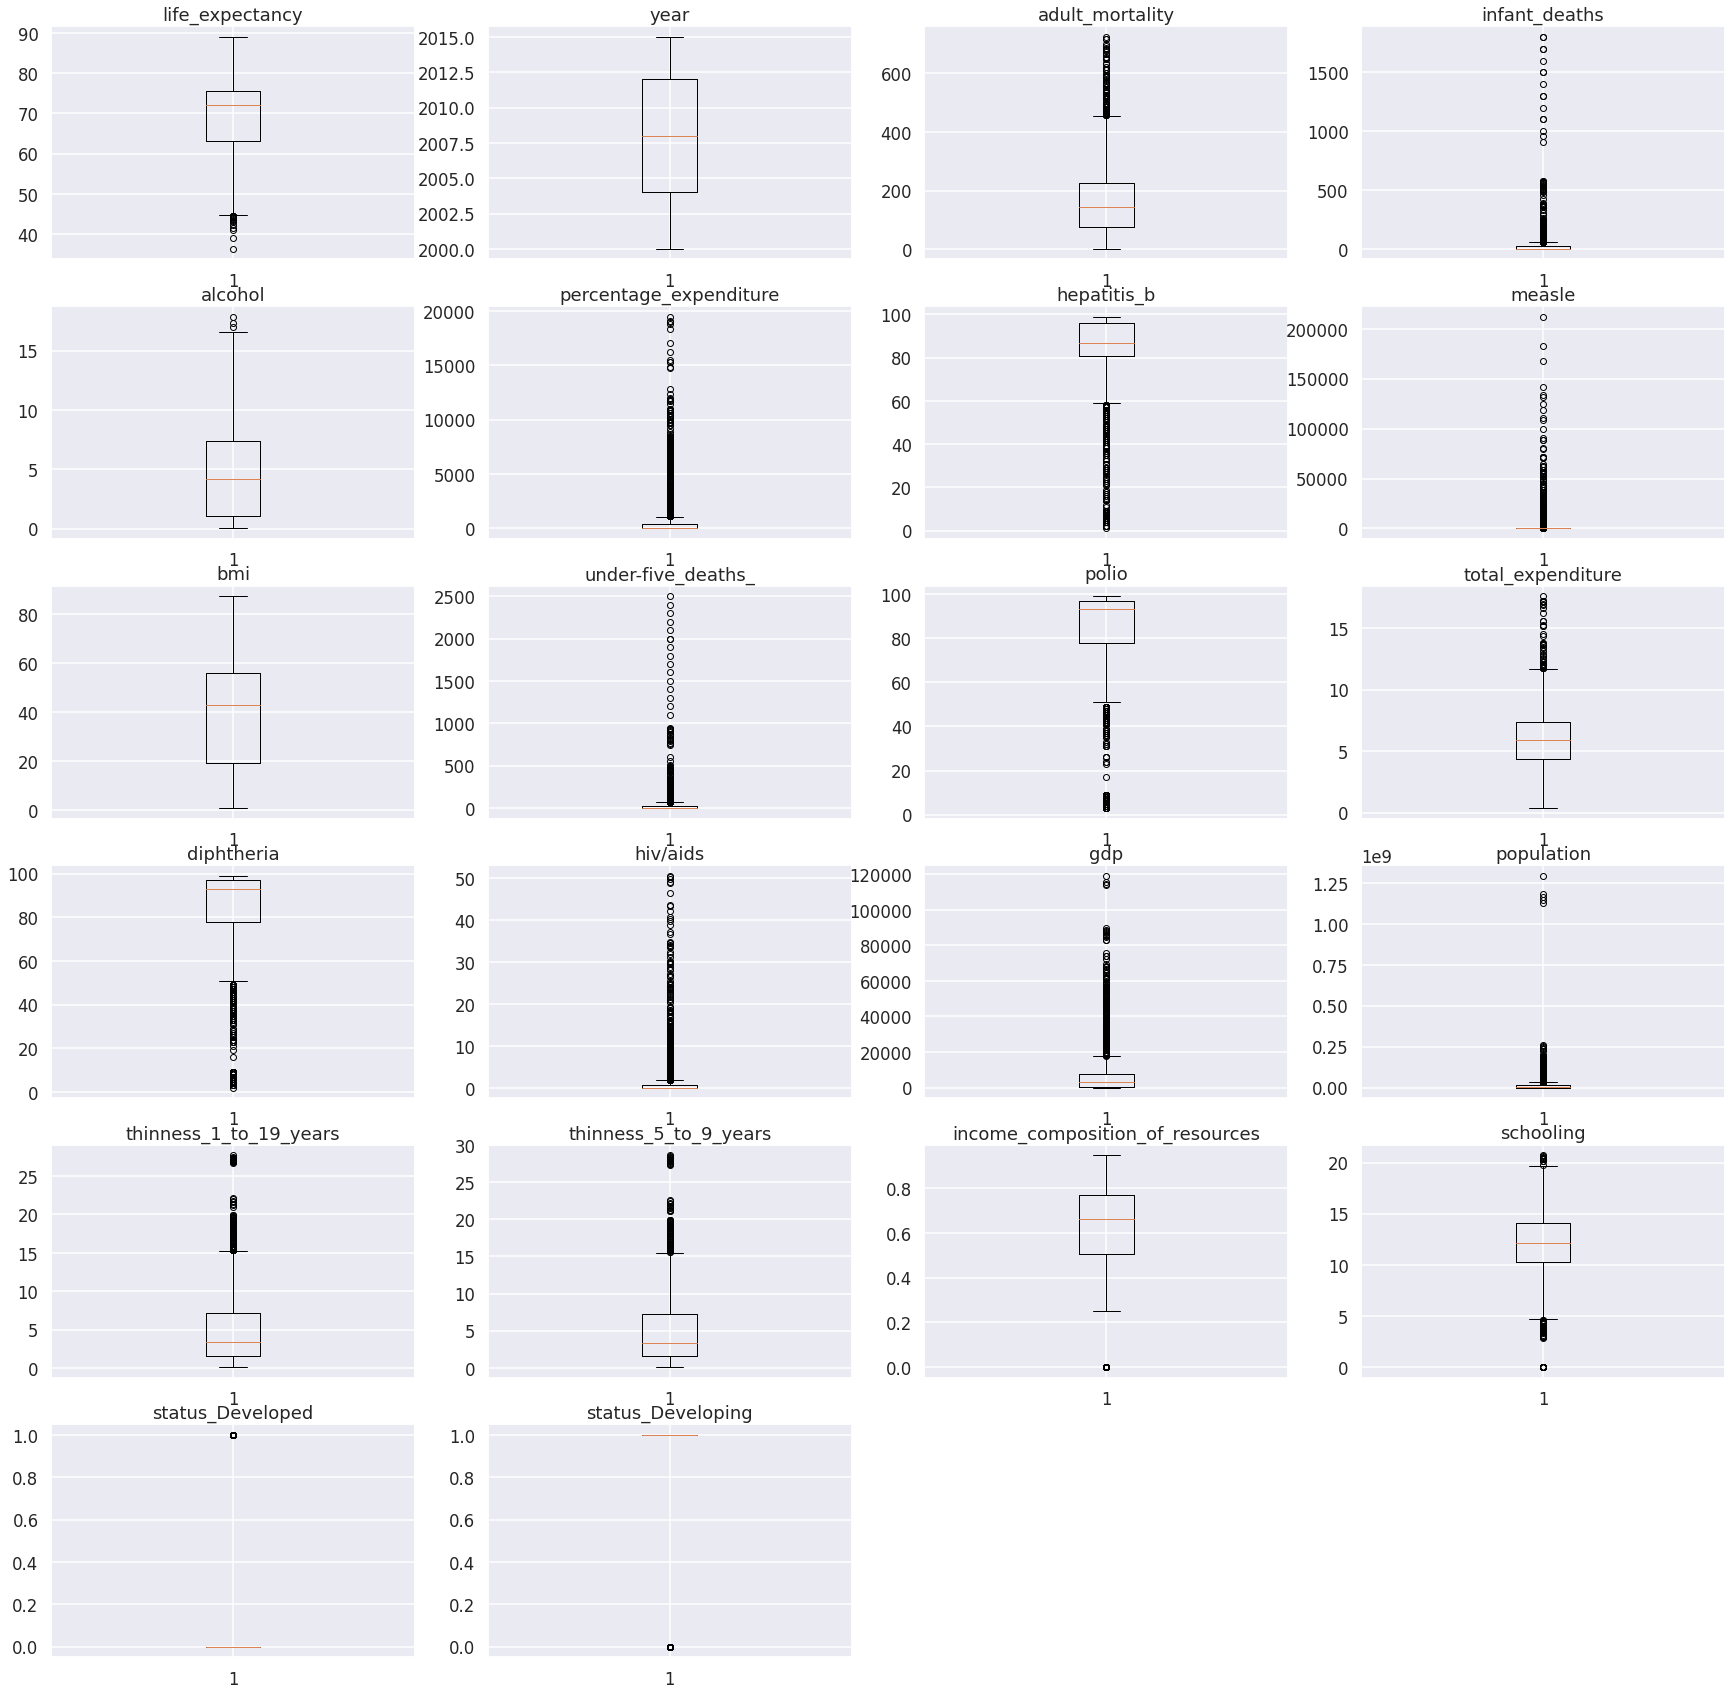 life_expectancy year adult_mortality infant_deaths
90 2015.0
80 2012.5 600 1500
70 2010.0
60 2007.5 400 1000
50 2005.0 200 500
40 2002.5
2000.0 0 0
1 1 1 1
alcohol percentage_expenditure hepatitis_b measle
20000 100 200000
15 15000 80 150000
10 10000 60 100000
5 5000 40 50000
20
0 0 0 0
1 1 1 1
bmi under-five_deaths_ polio total_expenditure
80 2500 100 15
60 2000 80
40 1500 60 10
20 1000 40 5
500 20
0 0 0 0
1 1 1 1
diphtheria hiv/aids gdp 1e9 population
100 50 120000 1.25
80 40 100000 1.00
60 30 80000 0.75
40 20 60000 0.50
20 10 40000 0.25
20000
0 0 0 0.00
1 1 1 1
thinness_1_to_19_years thinness_5_to_9_years income_composition_of_resources schooling
30
25 25 0.8 20
20 20 0.6 15
15 15 0.4 10
10 10 0.2 5
5 5
0 0 0.0 0
1 1 1 1
status_Developed status_Developing
1.0 1.0
0.8 0.8
0.6 0.6
0.4 0.4
0.2 0.2
0.0 0.0
1 1